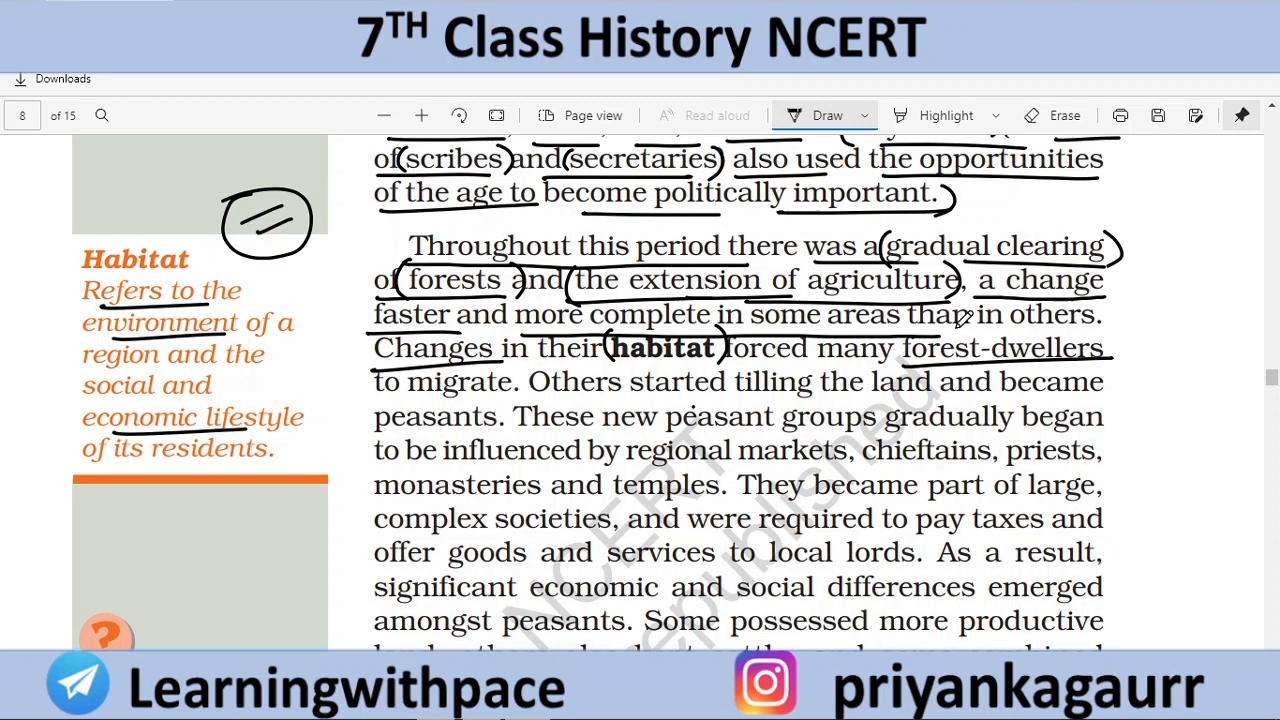 7TH Class History NCERT
Downloads
8 of 15 Page view Read aloud Draw Highlight Erase
of scribes and secretaries also used the opportunities
of the age to become politically important.
Throughout this period there was a gradual clearing
of forests and the extension of agriculture, a change
faster and more complete in some areas than in others.
Changes in their habitat forced many forest-dwellers
to migrate. Others started tilling the land and became
peasants. These new peasant groups gradually began
to be influenced by regional markets, chieftains, priests,
monasteries and temples. They became part of large,
complex societies, and were required to pay taxes and
offer goods and services to local lords. As a result,
significant economic and social differences emerged
amongst peasants. Some possessed more productive
Habitat
Refers to the
environment of a
region and the
social and
economic lifestyle
of its residents.
?
NCERT
republished
Learningwithpace
priyankagaurr